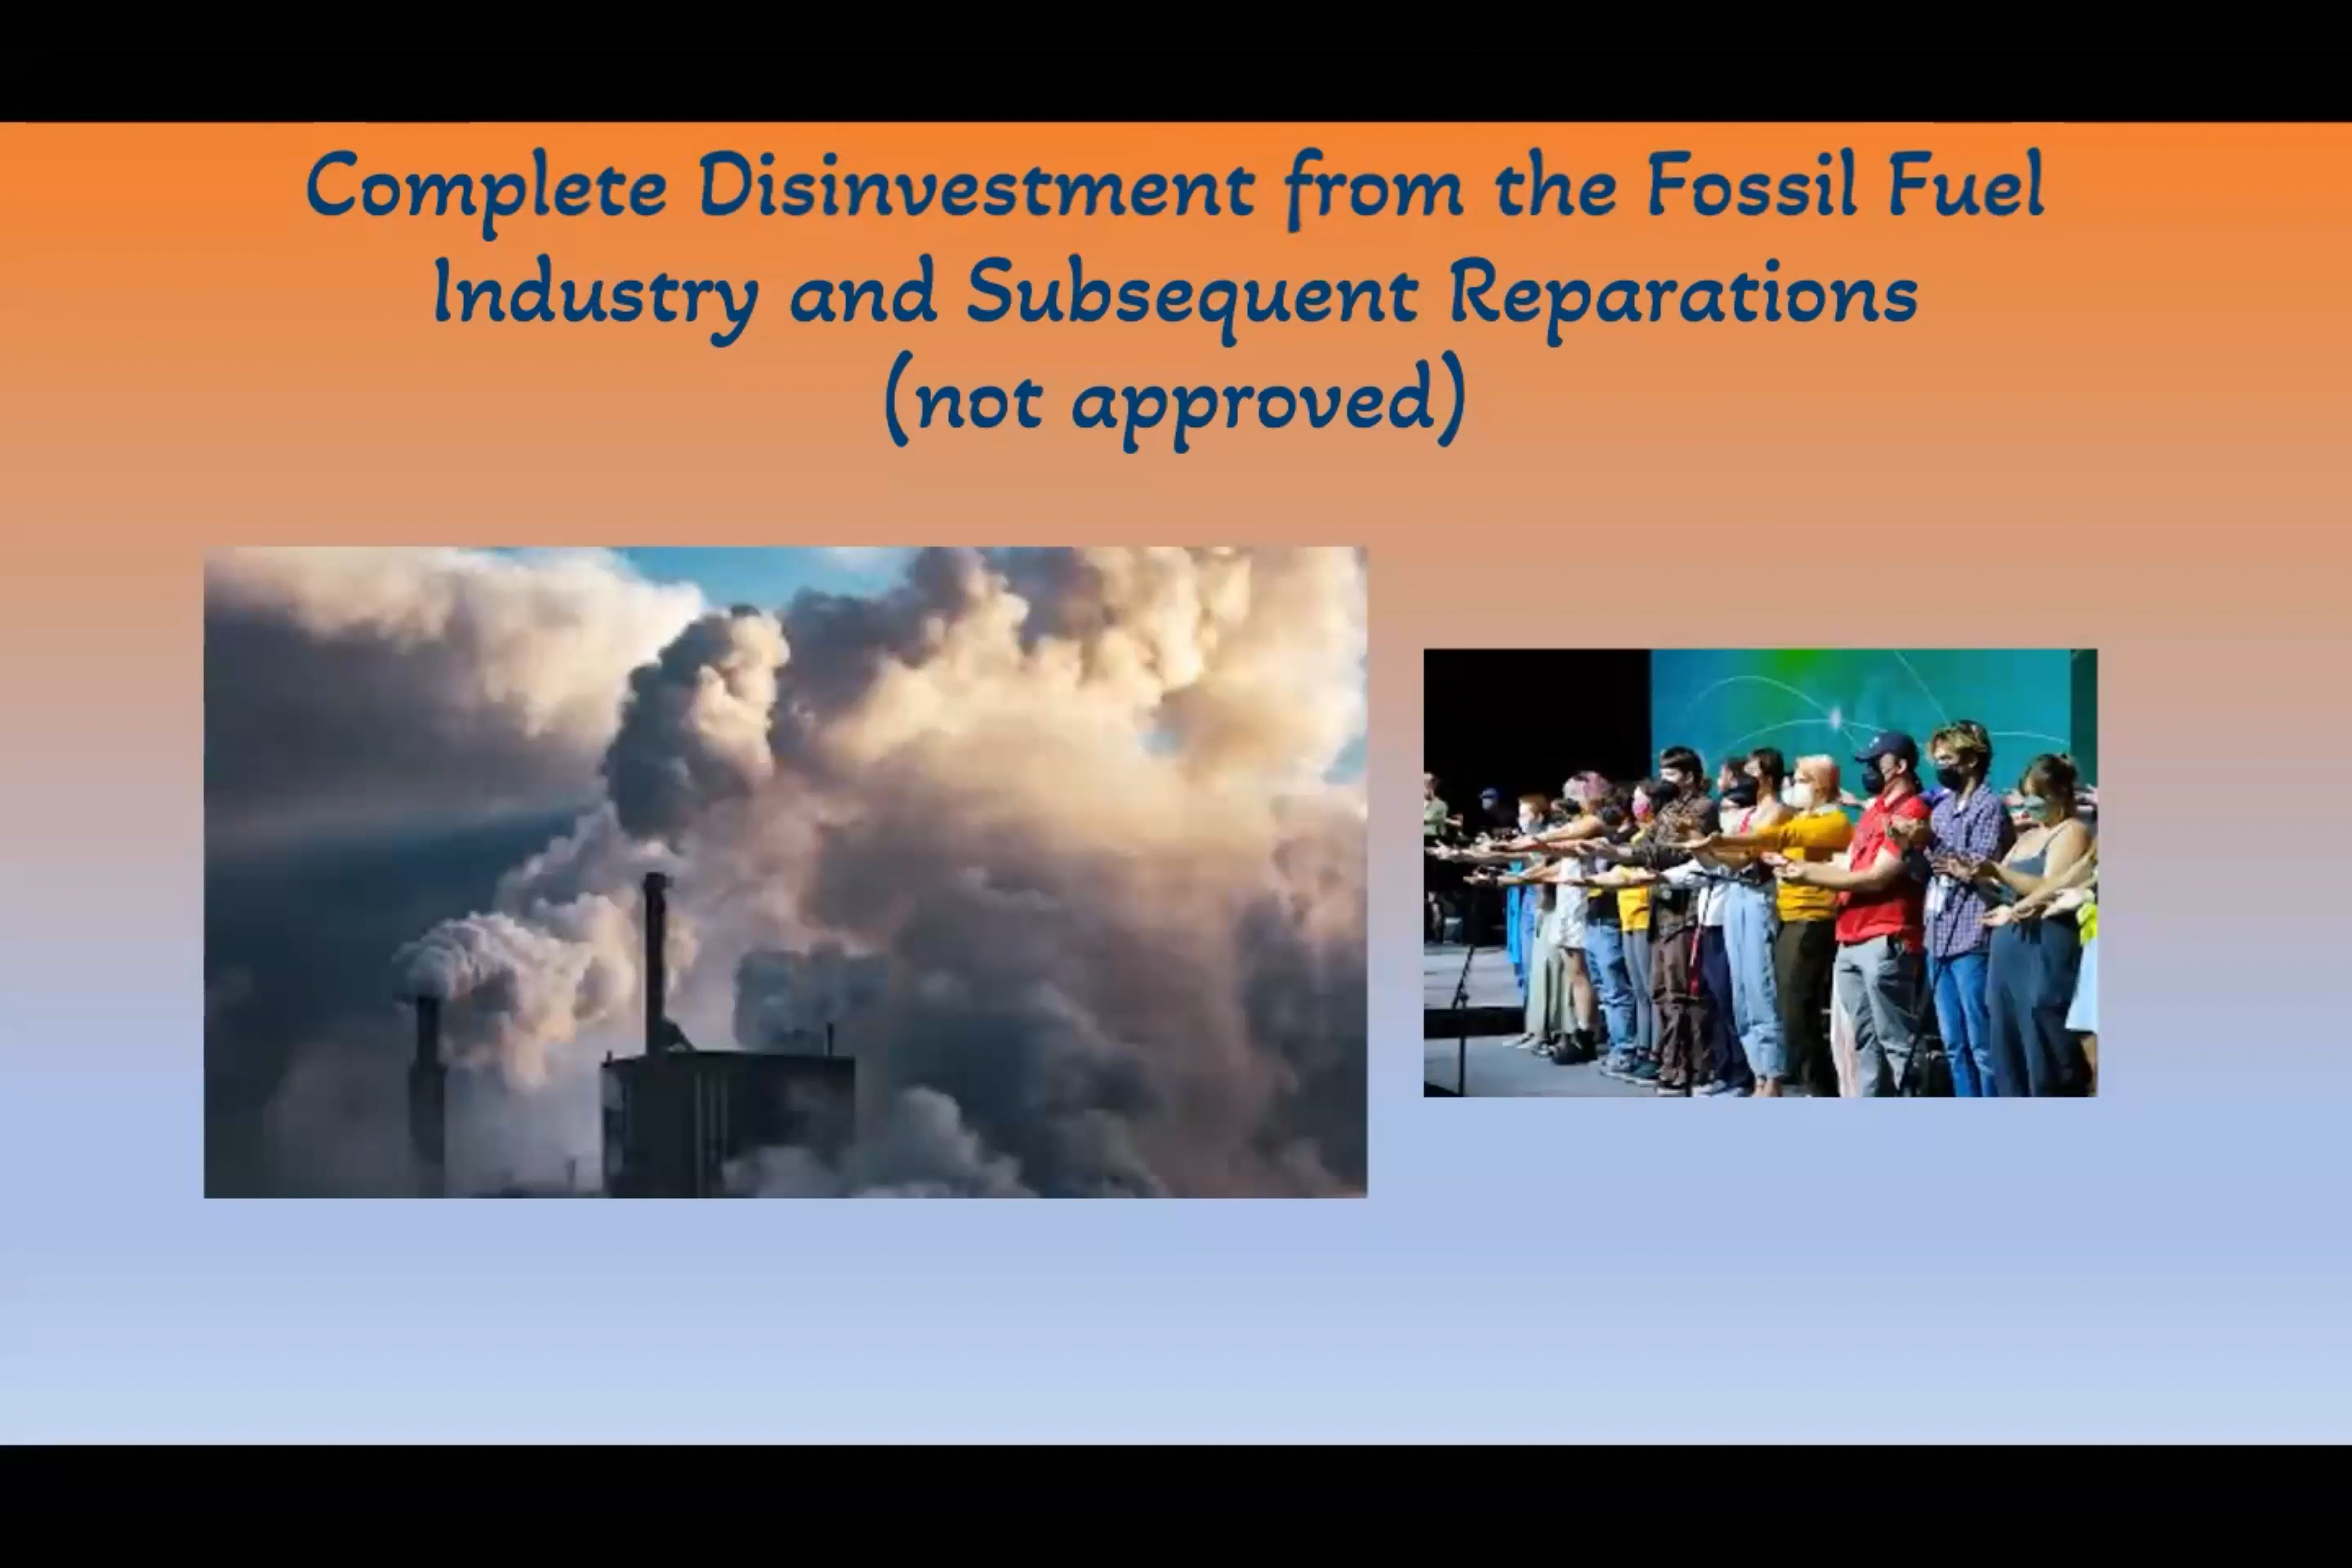 Complete Disinvestment from the Fossil Fuel
Industry and Subsequent Reparations
(not approved)